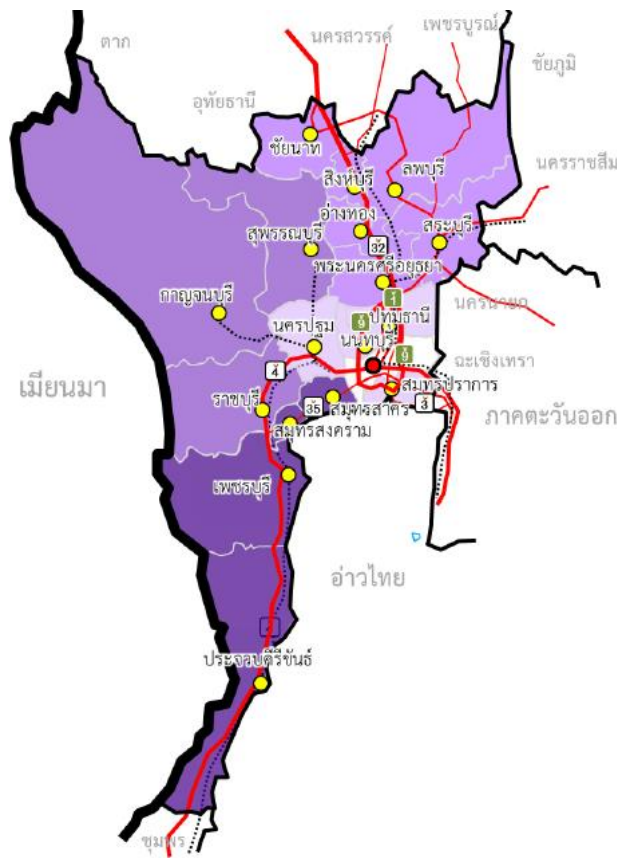 นครสวรรค์
เพชรบูรณ์
ตาก
ชัยภูมิ
อุทัยธานี
ชัยนาท
นครราชสีม
สิงห์บุรี
ลพบุรี
อ่างทอง
สุพรรณบุรี
สระบุรี
32
พระนครศรีอยุธยา
กาญจนบุรี
1
นครนายก
ปทุมธานี
9
นครปฐม
นนทบุรี
9
ฉะเชิงเทรา
4
เมียนมา
สมุทรปราการ
ราชบุรี
35
สมุทรสาคร
3
ภาคตะวันออก
สมุทรสงคราม
เพชรบุรี
อ่าวไทย
4
ประจวบคีรีขันธ์
ชุมพร